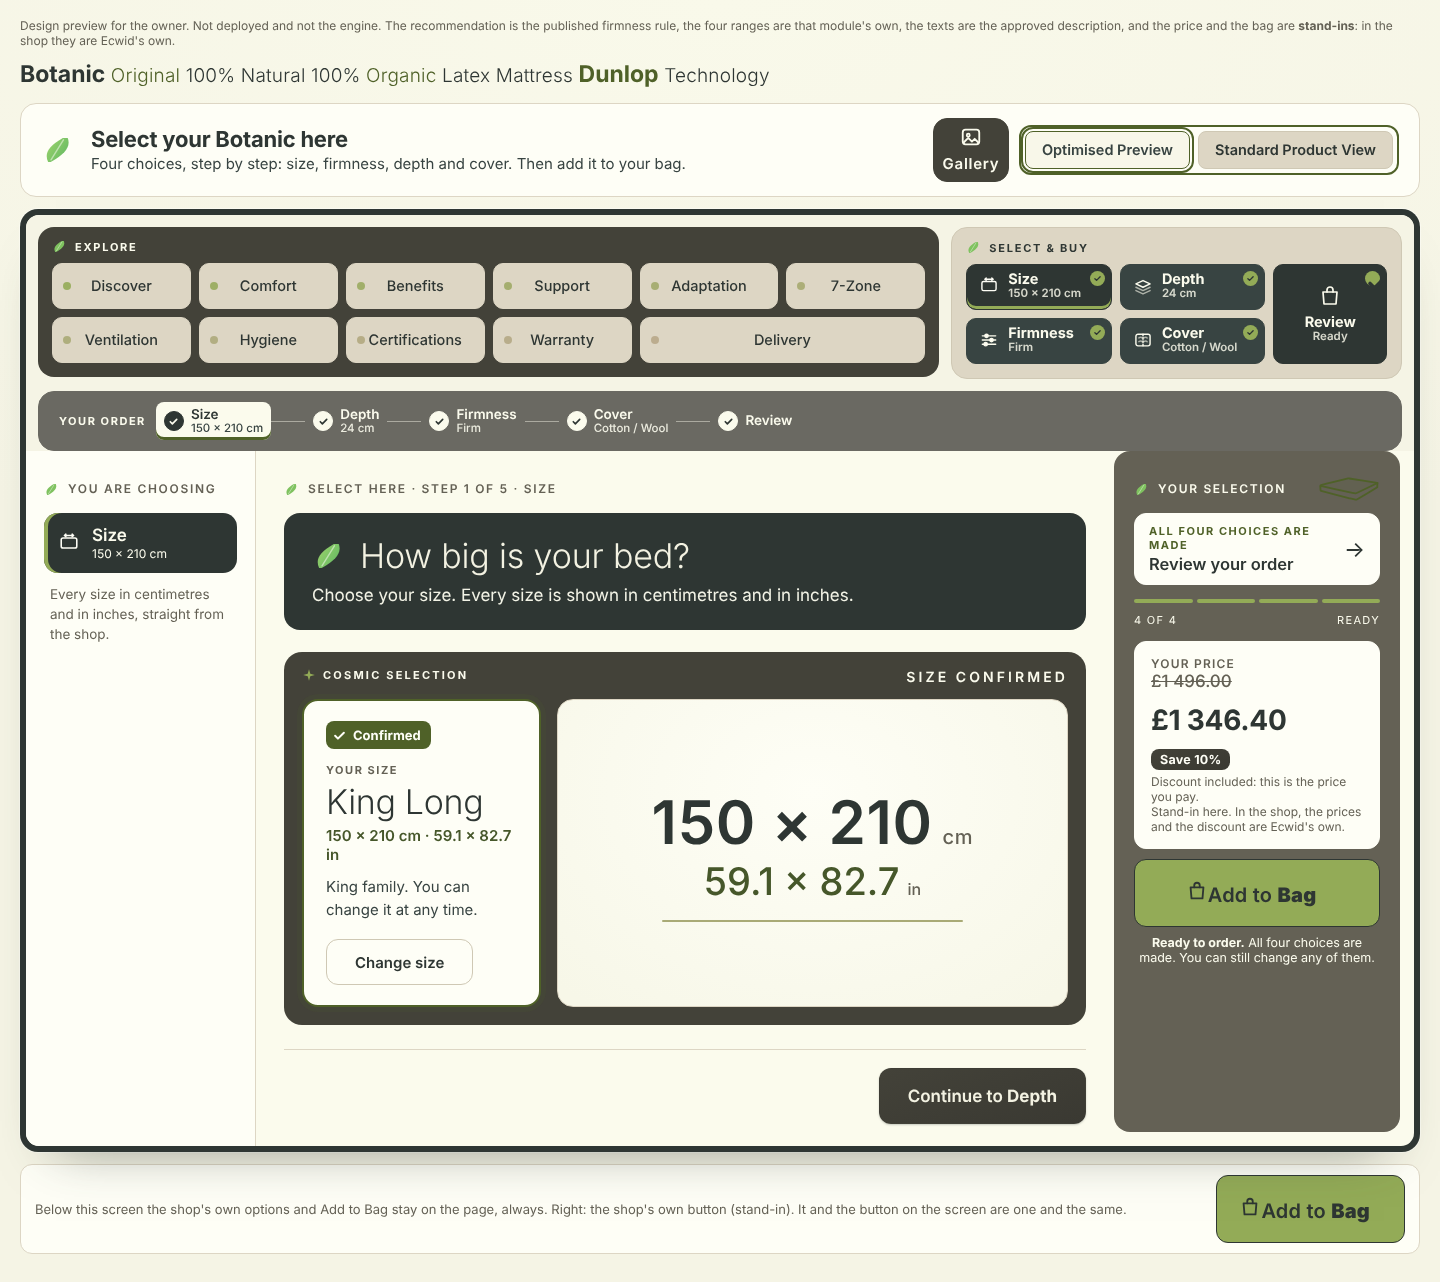 Design preview for the owner. Not deployed and not the engine. The recommendation is the published firmness rule, the four ranges are that module's own, the texts are the approved description, and the price and the bag are stand-ins: in the
shop they are Ecwid's own.
Botanic Original 100% Natural 100% Organic Latex Mattress Dunlop Technology
Select your Botanic here
Four choices, step by step: size, firmness, depth and cover. Then add it to your bag.
Gallery
Optimised Preview
Standard Product View
EXPLORE
Discover
Comfort
Benefits
Support
Adaptation
7-Zone
Ventilation
Hygiene
Certifications
Warranty
Delivery
SELECT & BUY
Size
150 × 210 cm
Depth
24 cm
Firmness
Firm
Cover
Cotton / Wool
Review
Ready
YOUR ORDER
Size
150 × 210 cm
Depth
24 cm
Firmness
Firm
Cover
Cotton / Wool
Review
YOU ARE CHOOSING
Size
150 × 210 cm
Every size in centimetres
and in inches, straight from
the shop.
SELECT HERE · STEP 1 OF 5 · SIZE
How big is your bed?
Choose your size. Every size is shown in centimetres and in inches.
COSMIC SELECTION
SIZE CONFIRMED
Confirmed
YOUR SIZE
King Long
150 × 210 cm · 59.1 × 82.7
in
King family. You can
change it at any time.
Change size
150 × 210 cm
59.1 × 82.7 in
Continue to Depth
YOUR SELECTION
ALL FOUR CHOICES ARE
MADE
Review your order
4 OF 4
READY
YOUR PRICE
£1 496.00
£1 346.40
Save 10%
Discount included: this is the price
you pay.
Stand-in here. In the shop, the prices
and the discount are Ecwid's own.
Add to Bag
Ready to order. All four choices are
made. You can still change any of them.
Below this screen the shop's own options and Add to Bag stay on the page, always. Right: the shop's own button (stand-in). It and the button on the screen are one and the same.
Add to Bag